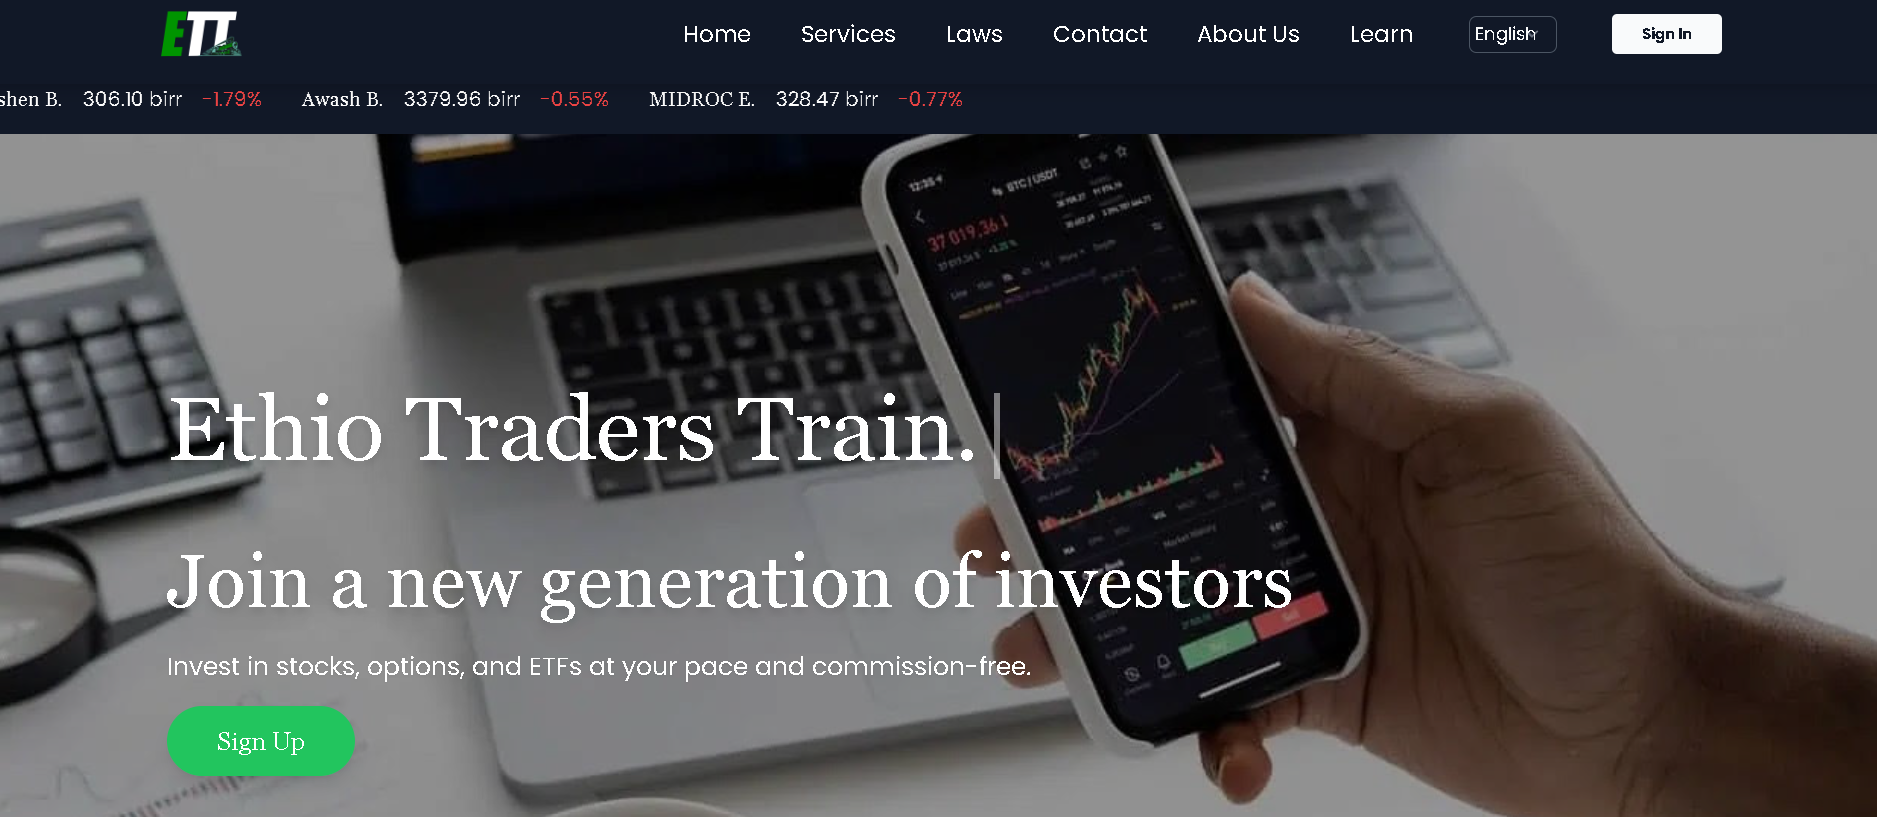 ETT
Home Services Laws Contact About Us Learn English Sign In
shen B. 306.10 birr -1.79% Awash B. 3379.96 birr -0.55% MIDROC E. 328.47 birr -0.77%
12:35
BTC / USDT
37 019,36
Ethio Traders Train.
Join a new generation of investors
Invest in stocks, options, and ETFs at your pace and commission-free.
Sign Up